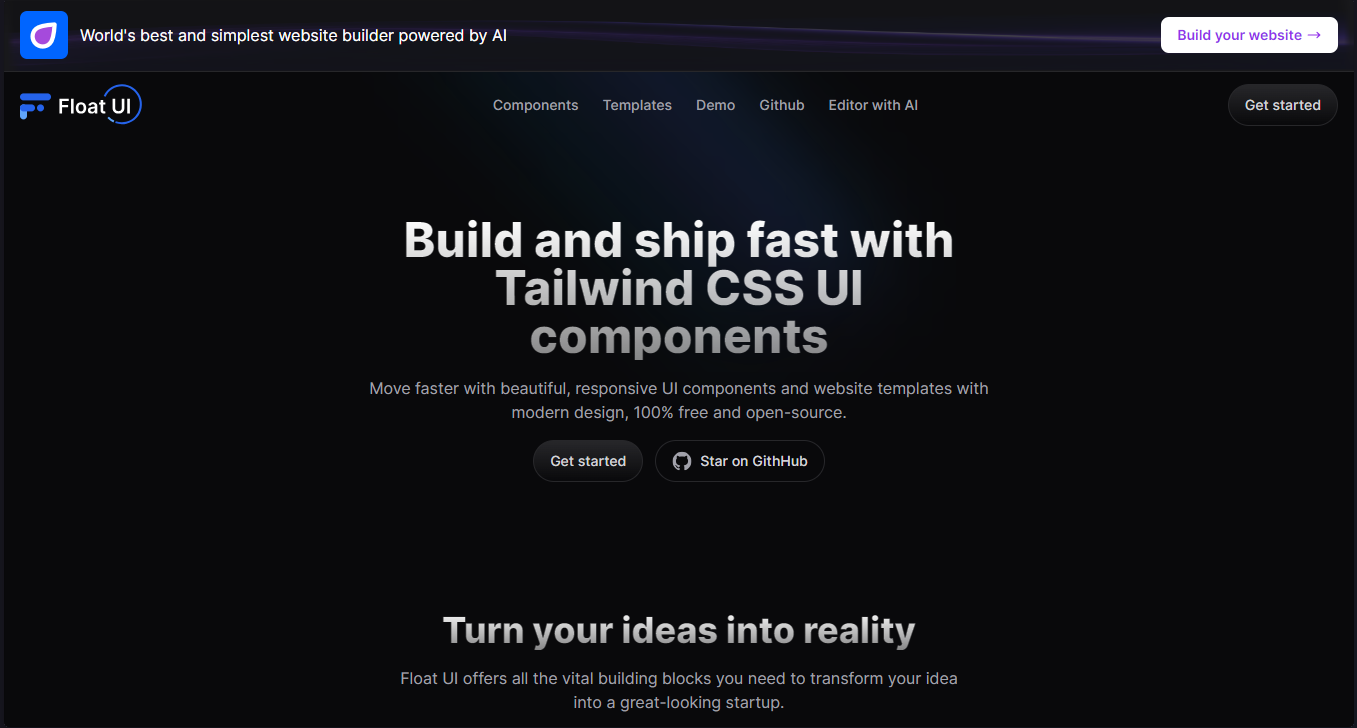 World's best and simplest website builder powered by AI
Build your website →
Float UI
Components
Templates
Demo
Github
Editor with AI
Get started
Build and ship fast with
Tailwind CSS UI
components
Move faster with beautiful, responsive UI components and website templates with
modern design, 100% free and open-source.
Get started
Star on GithHub
Turn your ideas into reality
Float UI offers all the vital building blocks you need to transform your idea
into a great-looking startup.